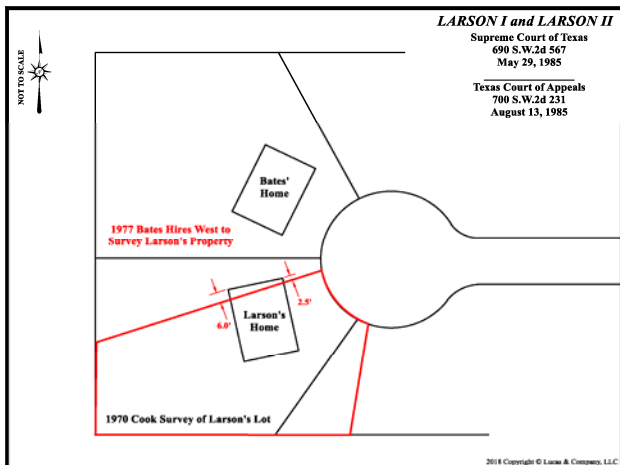 LARSON I and LARSON II
Supreme Court of Texas
690 S.W.2d 567
May 29, 1985
Texas Court of Appeals
700 S.W.2d 231
August 13, 1985
NOT TO SCALE
Bates'
Home
1977 Bates Hires West to
Survey Larson's Property
2.5'
6.0'
Larson's
Home
1970 Cook Survey of Larson's Lot
2018 Copyright © Lucas & Company, LLC